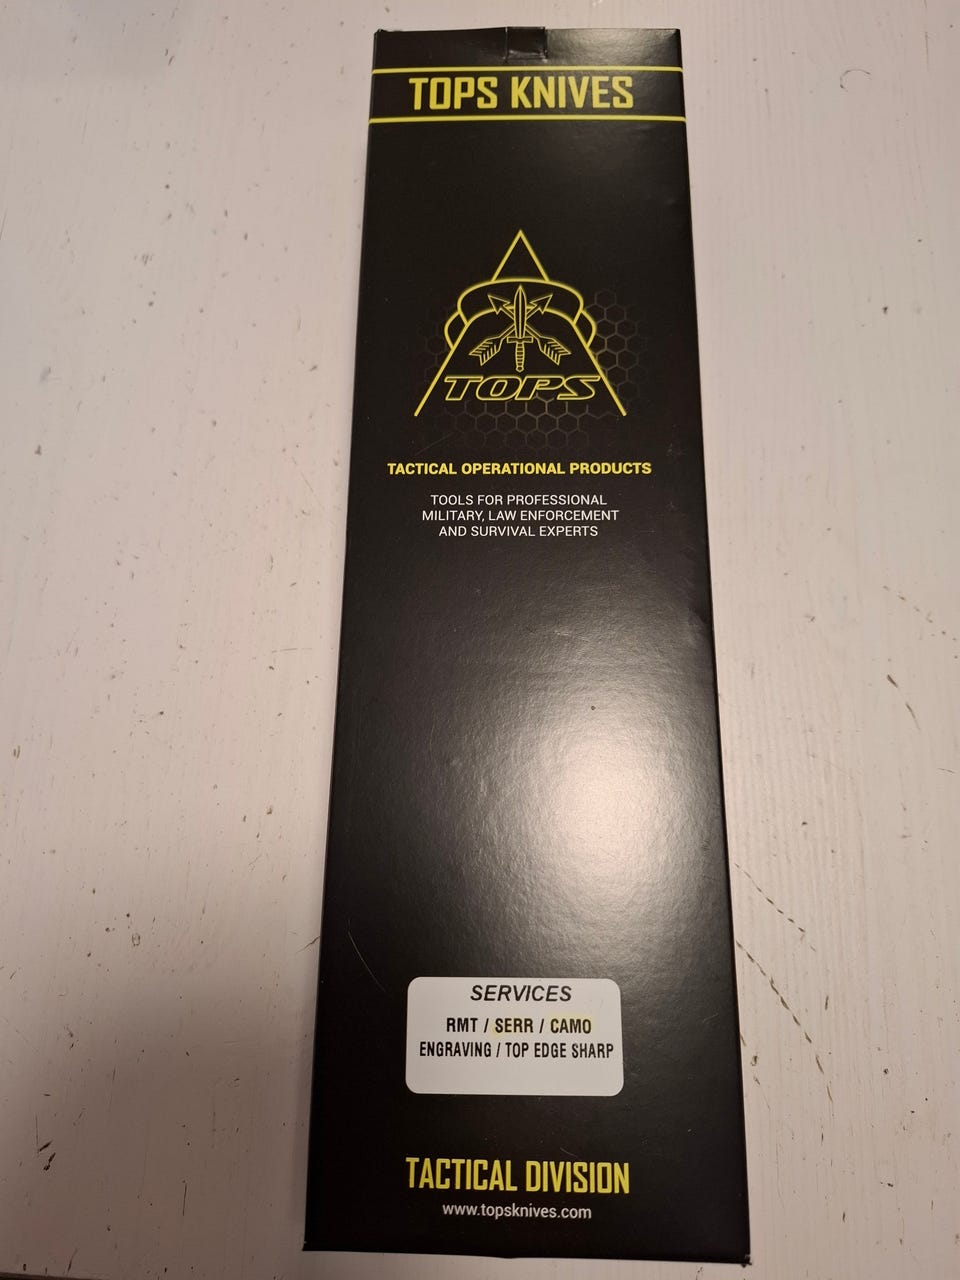 TOPS KNIVES
TOPS
TACTICAL OPERATIONAL PRODUCTS
TOOLS FOR PROFESSIONAL
MILITARY, LAW ENFORCEMENT
AND SURVIVAL EXPERTS
SERVICES
RMT / SERR / CAMO
ENGRAVING / TOP EDGE SHARP
TACTICAL DIVISION
www.topsknives.com